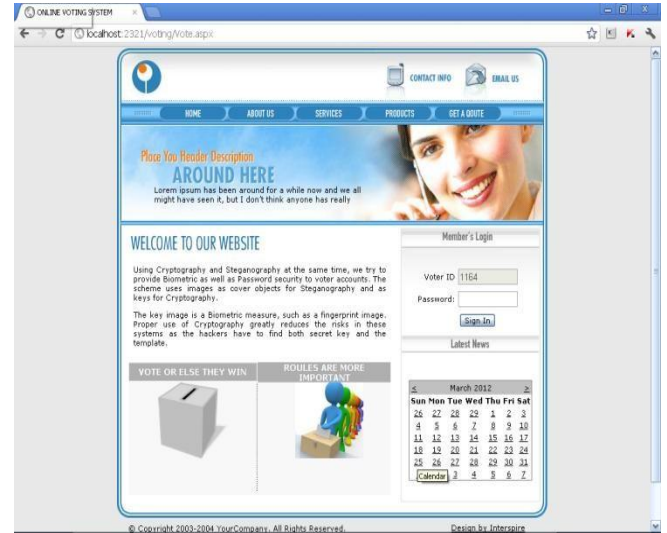 ONLINE VOTING SYSTEM
localhost:2321/voting/Vote.aspx
CONTACT INFO EMAIL US
HOME ABOUT US SERVICES PRODUCTS GET A QOUTE
Place You Header Description
AROUND HERE
Lorem ipsum has been around for a while now and we all
might have seen it, but I don't think anyone has really
WELCOME TO OUR WEBSITE
Using Cryptography and Steganography at the same time, we try to
provide Biometric as well as Password security to voter accounts. The
scheme uses images as cover objects for Steganography and as
keys for Cryptography.
The key image is a Biometric measure, such as a fingerprint image.
Proper use of Cryptography greatly reduces the risks in these
systems as the hackers have to find both secret key and the
template.
VOTE OR ELSE THEY WIN
ROULES ARE MORE
IMPORTANT
Member's Login
Voter ID 1164
Password:
Sign In
Latest News
< March 2012 >
Sun Mon Tue Wed Thu Fri Sat
26 27 28 29 1 2 3
4 5 6 7 8 9 10
11 12 13 14 15 16 17
18 19 20 21 22 23 24
25 26 27 28 29 30 31
Calendar 3 4 5 6 7
© Copyright 2003-2004 YourCompany. All Rights Reserved. Design by Interspire